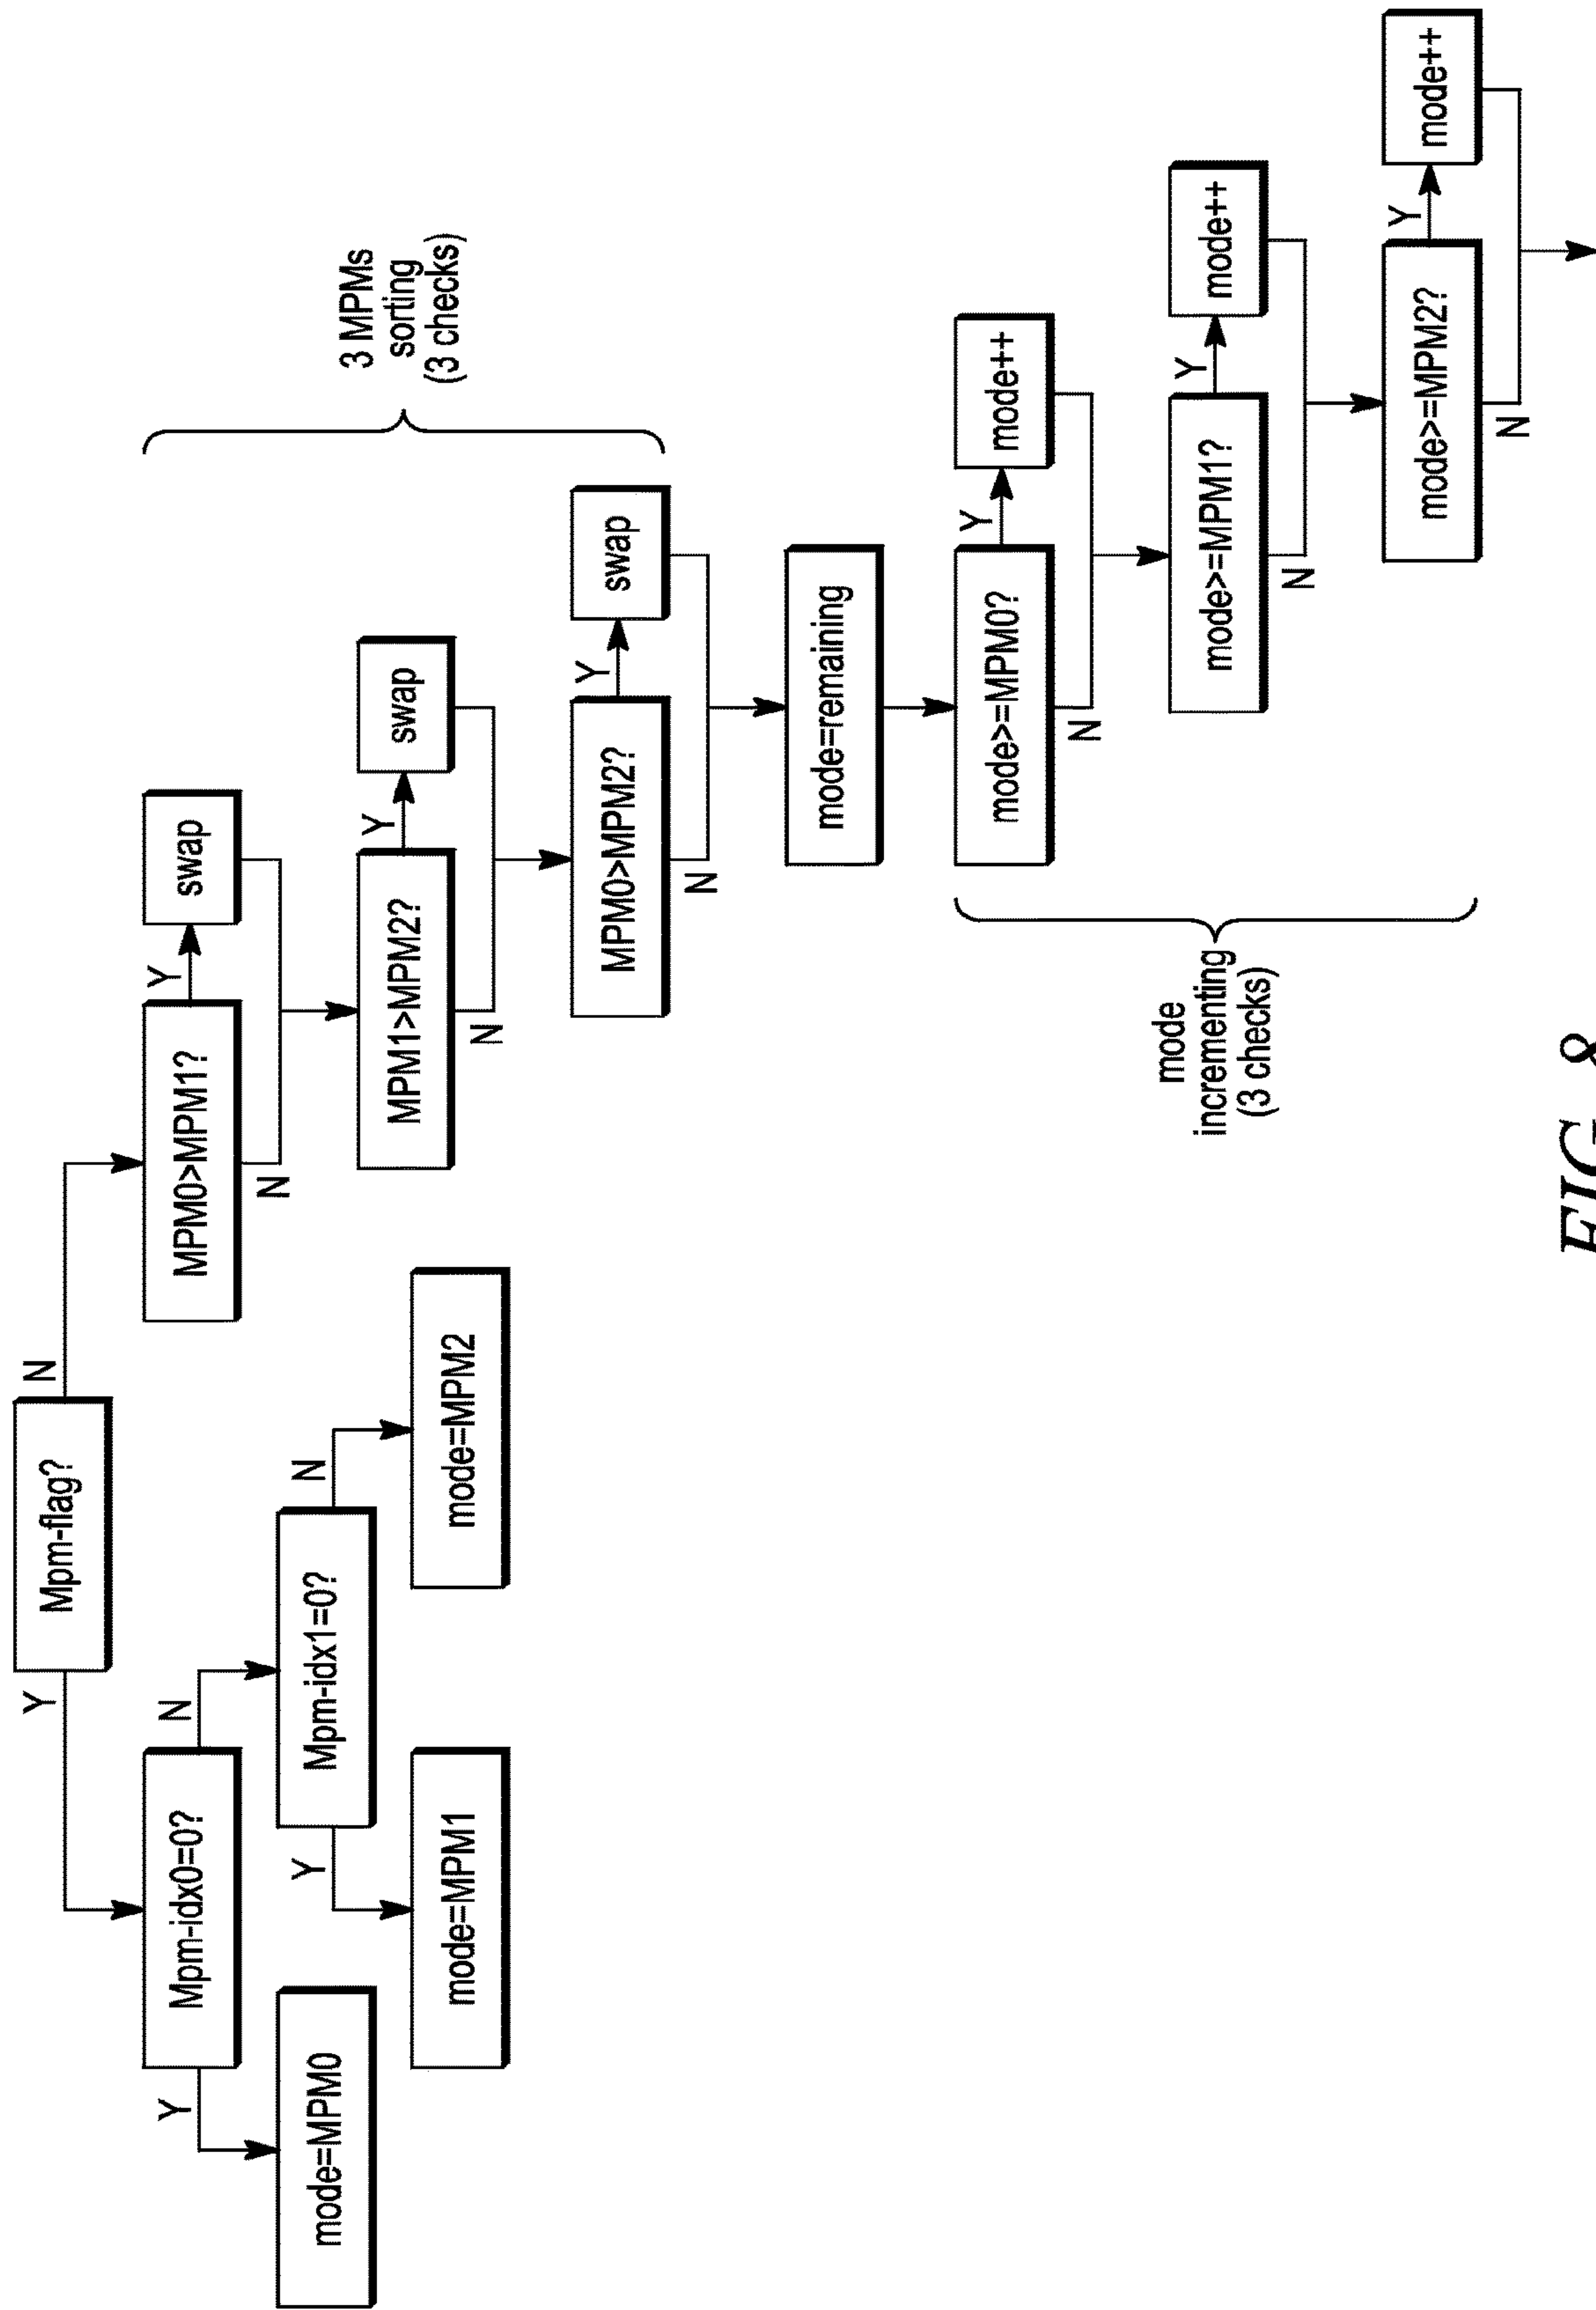 Mpm-flag?
Y
N
Mpm-idx0=0?
Y
N
mode=MPM0
Mpm-idx1=0?
Y
N
mode=MPM1
mode=MPM2
MPM0>MPM1?
Y
swap
N
MPM1>MPM2?
Y
swap
N
MPM0>MPM2?
Y
swap
N
3 MPMs
sorting
(3 checks)
mode=remaining
mode>=MPM0?
Y
mode++
N
mode>=MPM1?
Y
mode++
N
mode>=MPM2?
Y
mode++
N
mode
incrementing
(3 checks)
FIG. 8